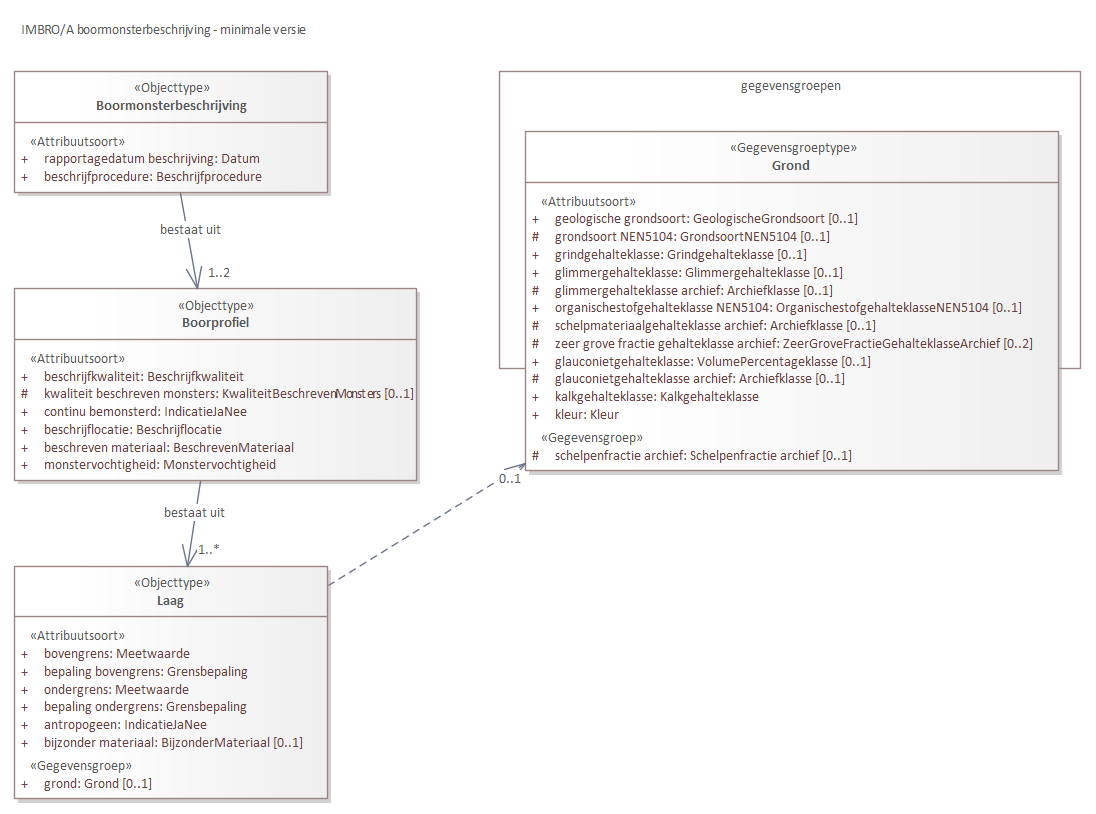 IMBRO/A boormonsterbeschrijving - minimale versie
«Objecttype»
Boormonsterbeschrijving
«Attribuutsoort»
+ rapportagedatum beschrijving: Datum
+ beschrijfprocedure: Beschrijfprocedure
bestaat uit
1..2
«Objecttype»
Boorprofiel
«Attribuutsoort»
+ beschrijfkwaliteit: Beschrijfkwaliteit
# kwaliteit beschreven monsters: KwaliteitBeschrevenMonsters [0..1]
+ continu bemonsterd: IndicatieJaNee
+ beschrijflocatie: Beschrijflocatie
+ beschreven materiaal: BeschrevenMateriaal
+ monstervochtigheid: Monstervochtigheid
bestaat uit
1..*
«Objecttype»
Laag
«Attribuutsoort»
+ bovengrens: Meetwaarde
+ bepaling bovengrens: Grensbepaling
+ ondergrens: Meetwaarde
+ bepaling ondergrens: Grensbepaling
+ antropogeen: IndicatieJaNee
+ bijzonder materiaal: BijzonderMateriaal [0..1]
«Gegevensgroep»
+ grond: Grond [0..1]
0..1
gegevensgroepen
«Gegevensgroeptype»
Grond
«Attribuutsoort»
+ geologische grondsoort: GeologischeGrondsoort [0..1]
# grondsoort NEN5104: GrondsoortNEN5104 [0..1]
+ grindgehalteklasse: Grindgehalteklasse [0..1]
+ glimmergehalteklasse: Glimmergehalteklasse [0..1]
# glimmergehalteklasse archief: Archiefklasse [0..1]
+ organischestofgehalteklasse NEN5104: OrganischestofgehalteklasseNEN5104 [0..1]
# schelpmateriaalgehalteklasse archief: Archiefklasse [0..1]
# zeer grove fractie gehalteklasse archief: ZeerGroveFractieGehalteklasseArchief [0..2]
+ glauconietgehalteklasse: VolumePercentageklasse [0..1]
# glauconietgehalteklasse archief: Archiefklasse [0..1]
+ kalkgehalteklasse: Kalkgehalteklasse
+ kleur: Kleur
«Gegevensgroep»
# schelpenfractie archief: Schelpenfractie archief [0..1]